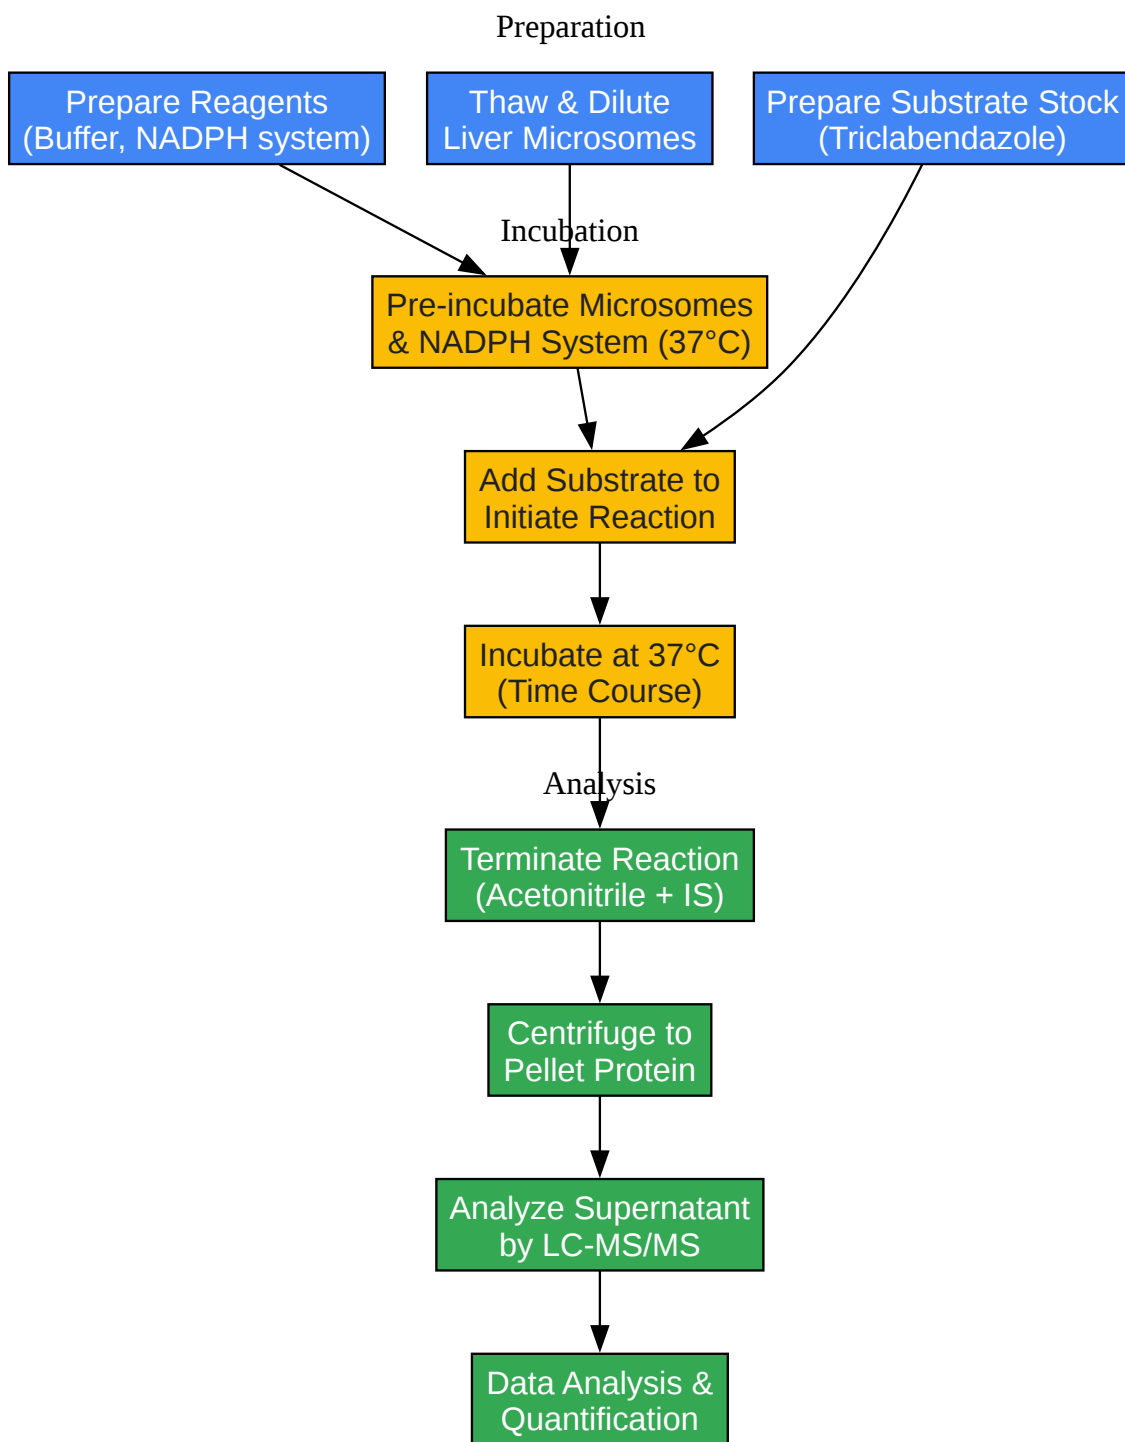 Preparation
Prepare Reagents
(Buffer, NADPH system)
Thaw & Dilute
Liver Microsomes
Prepare Substrate Stock
(Triclabendazole)
Incubation
Pre-incubate Microsomes
& NADPH System (37°C)
Add Substrate to
Initiate Reaction
Incubate at 37°C
(Time Course)
Analysis
Terminate Reaction
(Acetonitrile + IS)
Centrifuge to
Pellet Protein
Analyze Supernatant
by LC-MS/MS
Data Analysis &
Quantification